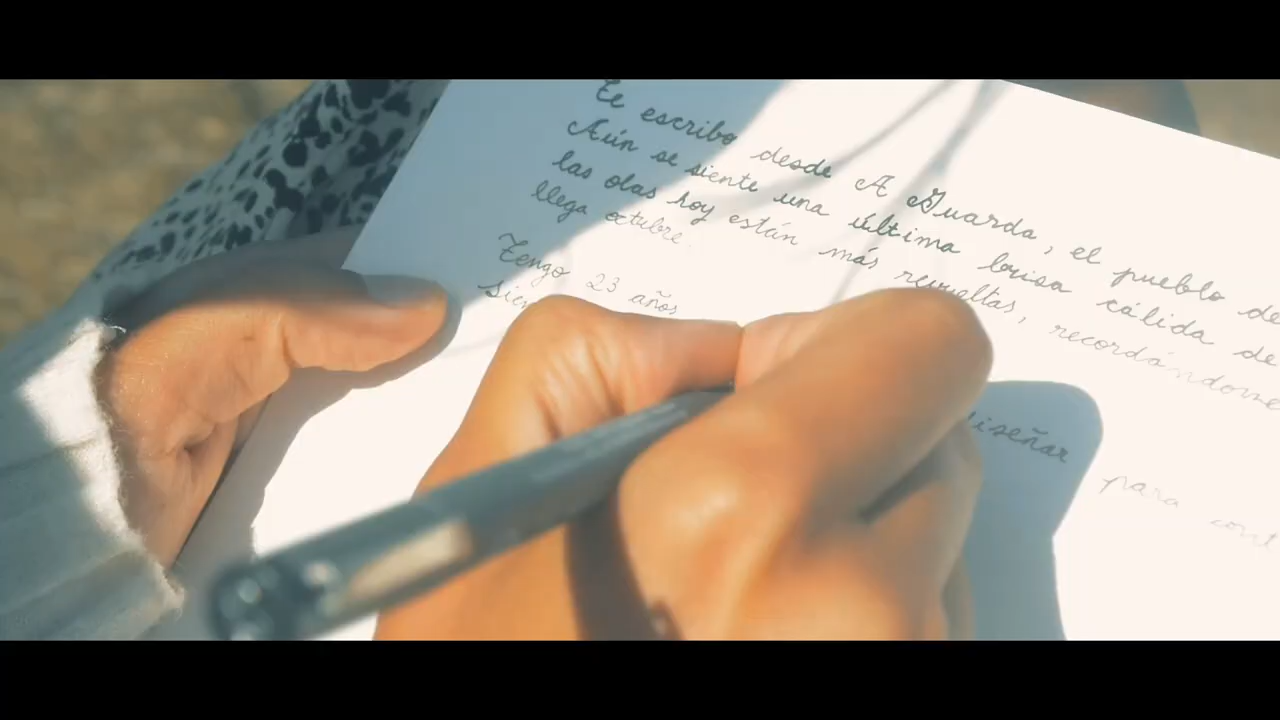 Te escribo desde A Guarda, el pueblo de
Aún se siente una última brisa cálida de
las olas hoy están más revueltas, recordándome
llega octubre.
Tengo 23 años diseñar
para